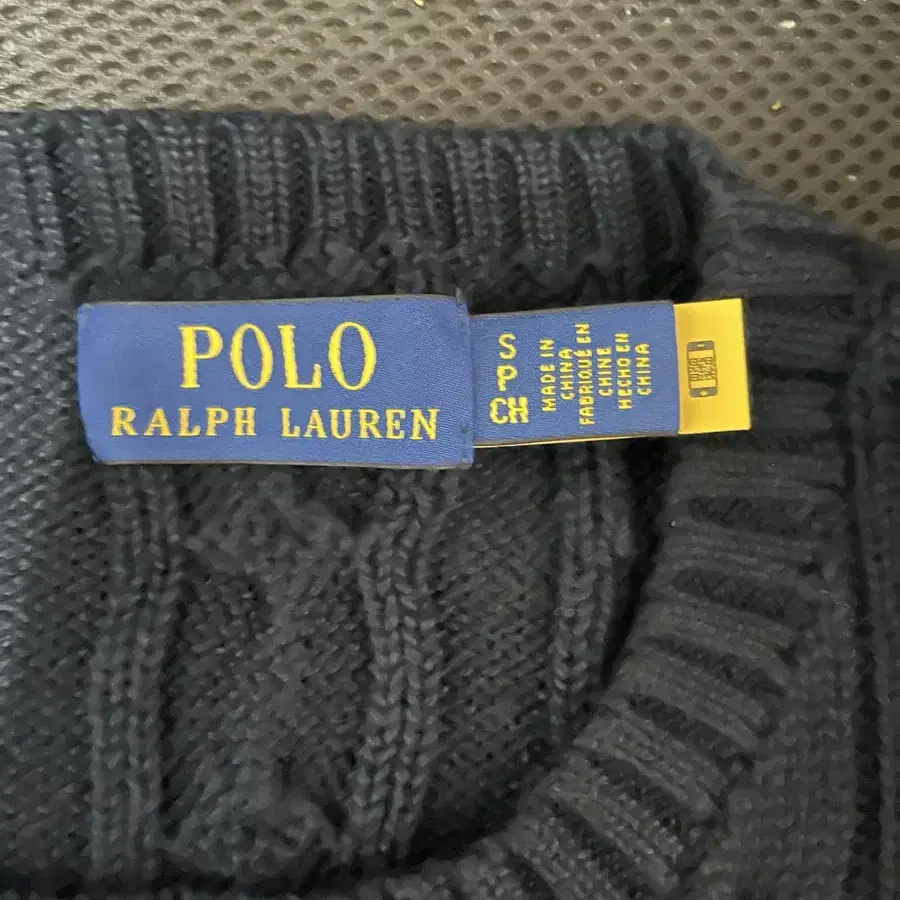 POLO
RALPH LAUREN
S
P
CH
MADE IN
CHINA
FABRIQUÉ EN
CHINE
HECHO EN
CHINA